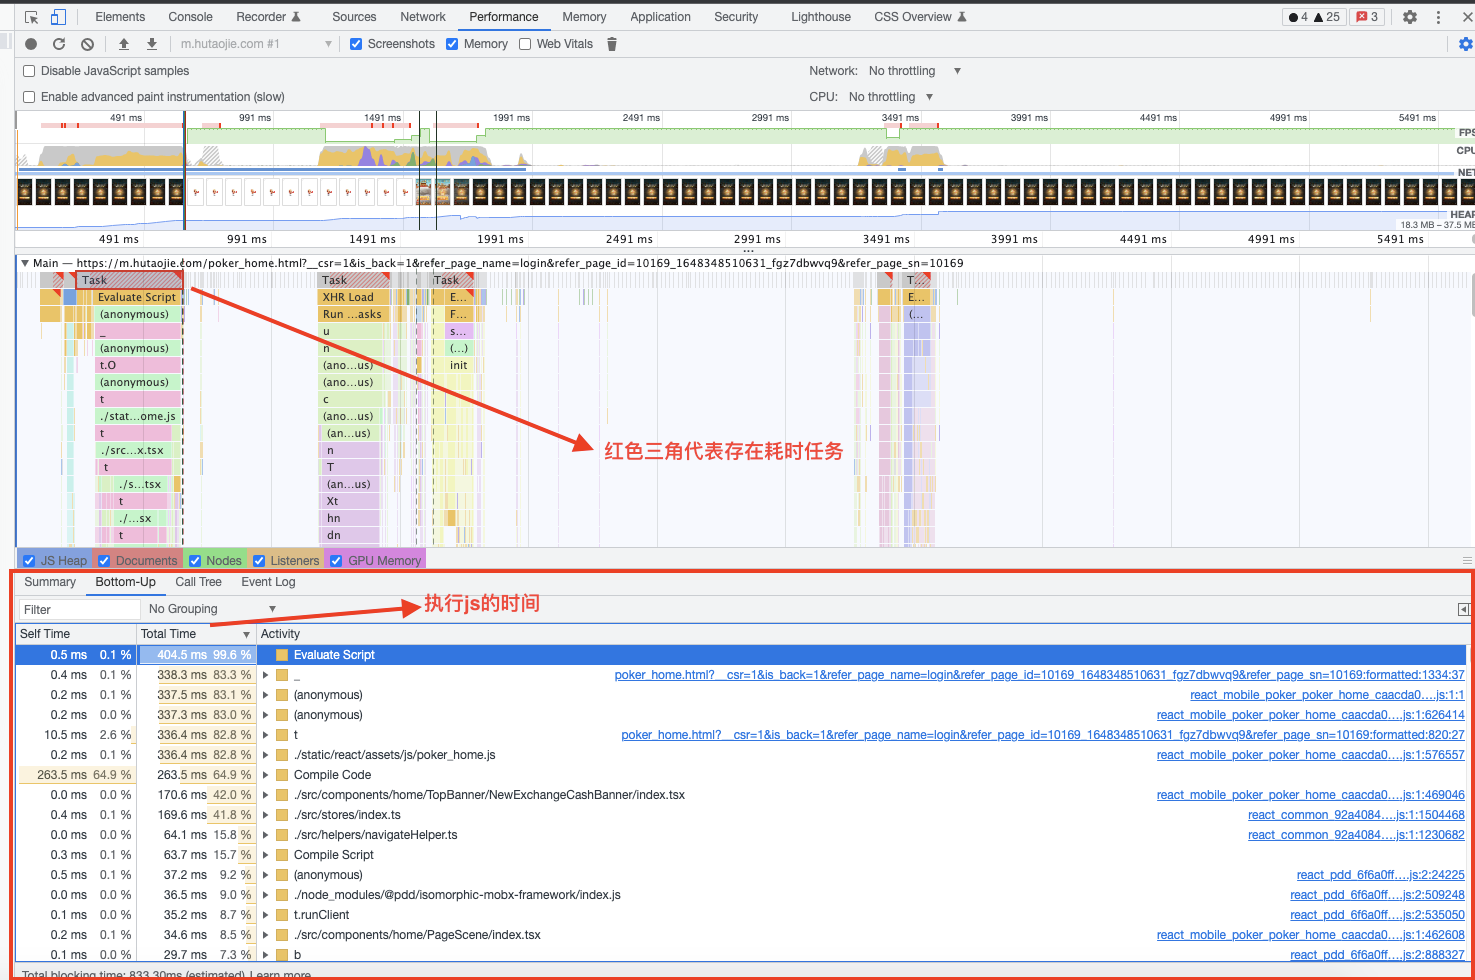 Elements Console Recorder Sources Network Performance Memory Application Security Lighthouse CSS Overview 4 25 3
m.hutaojie.com #1 Screenshots Memory Web Vitals
Disable JavaScript samples Network: No throttling
Enable advanced paint instrumentation (slow) CPU: No throttling
491 ms 991 ms 1491 ms 1991 ms 2491 ms 2991 ms 3491 ms 3991 ms 4491 ms 4991 ms 5491 ms
FPS
CPU
NET
HEAP
18.3 MB – 37.5 MB
491 ms 991 ms 1491 ms 1991 ms 2491 ms 2991 ms 3491 ms 3991 ms 4491 ms 4991 ms 5491 ms
Main — https://m.hutaojie.com/poker_home.html?__csr=1&is_back=1&refer_page_name=login&refer_page_id=10169_1648348510631_fgz7dbwvq9&refer_page_sn=10169
Task Task Task T...
Evaluate Script XHR Load E... E...
(anonymous) Run ...asks F... (...
_ u s...
(anonymous) n (...)
t.O (ano...us) init
(anonymous) (ano...us)
t c
./stat...ome.js (ano...us)
t (an...us)
./src...x.tsx n
t T
./s...tsx (an...us)
t Xt
./...sx hn
t dn
红色三角代表存在耗时任务
JS Heap Documents Nodes Listeners GPU Memory
Summary Bottom-Up Call Tree Event Log
Filter No Grouping
执行js的时间
Self Time Total Time Activity
0.5 ms 0.1 % 404.5 ms 99.6 % Evaluate Script
0.4 ms 0.1 % 338.3 ms 83.3 % _ poker_home.html?__csr=1&is_back=1&refer_page_name=login&refer_page_id=10169_1648348510631_fgz7dbwvq9&refer_page_sn=10169:formatted:1334:37
0.2 ms 0.1 % 337.5 ms 83.1 % (anonymous) react_mobile_poker_poker_home_caacda0....js:1:1
0.2 ms 0.0 % 337.3 ms 83.0 % (anonymous) react_mobile_poker_poker_home_caacda0....js:1:626414
10.5 ms 2.6 % 336.4 ms 82.8 % t poker_home.html?__csr=1&is_back=1&refer_page_name=login&refer_page_id=10169_1648348510631_fgz7dbwvq9&refer_page_sn=10169:formatted:820:27
0.2 ms 0.1 % 336.4 ms 82.8 % ./static/react/assets/js/poker_home.js react_mobile_poker_poker_home_caacda0....js:1:576557
263.5 ms 64.9 % 263.5 ms 64.9 % Compile Code
0.0 ms 0.0 % 170.6 ms 42.0 % ./src/components/home/TopBanner/NewExchangeCashBanner/index.tsx react_mobile_poker_poker_home_caacda0....js:1:469046
0.4 ms 0.1 % 169.6 ms 41.8 % ./src/stores/index.ts react_common_92a4084....js:1:1504468
0.0 ms 0.0 % 64.1 ms 15.8 % ./src/helpers/navigateHelper.ts react_common_92a4084....js:1:1230682
0.3 ms 0.1 % 63.7 ms 15.7 % Compile Script
0.5 ms 0.1 % 37.2 ms 9.2 % (anonymous) react_pdd_6f6a0ff....js:2:24225
0.0 ms 0.0 % 36.5 ms 9.0 % ./node_modules/@pdd/isomorphic-mobx-framework/index.js react_pdd_6f6a0ff....js:2:509248
0.1 ms 0.0 % 35.2 ms 8.7 % t.runClient react_pdd_6f6a0ff....js:2:535050
0.2 ms 0.1 % 34.6 ms 8.5 % ./src/components/home/PageScene/index.tsx react_mobile_poker_poker_home_caacda0....js:1:462608
0.1 ms 0.0 % 29.7 ms 7.3 % b react_pdd_6f6a0ff....js:2:888327
Total blocking time: 833.30ms (estimated) Learn more